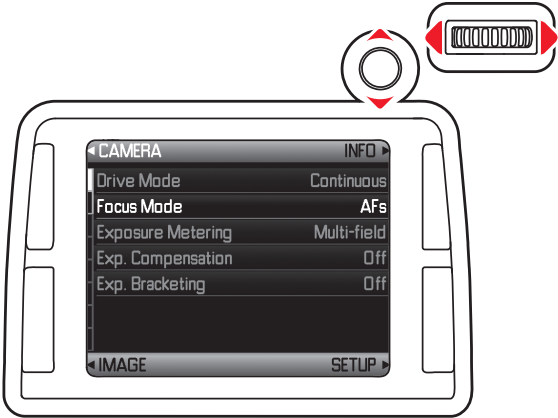 CAMERA INFO
Drive Mode Continuous
Focus Mode AFs
Exposure Metering Multi-field
Exp. Compensation Off
Exp. Bracketing Off
IMAGE SETUP